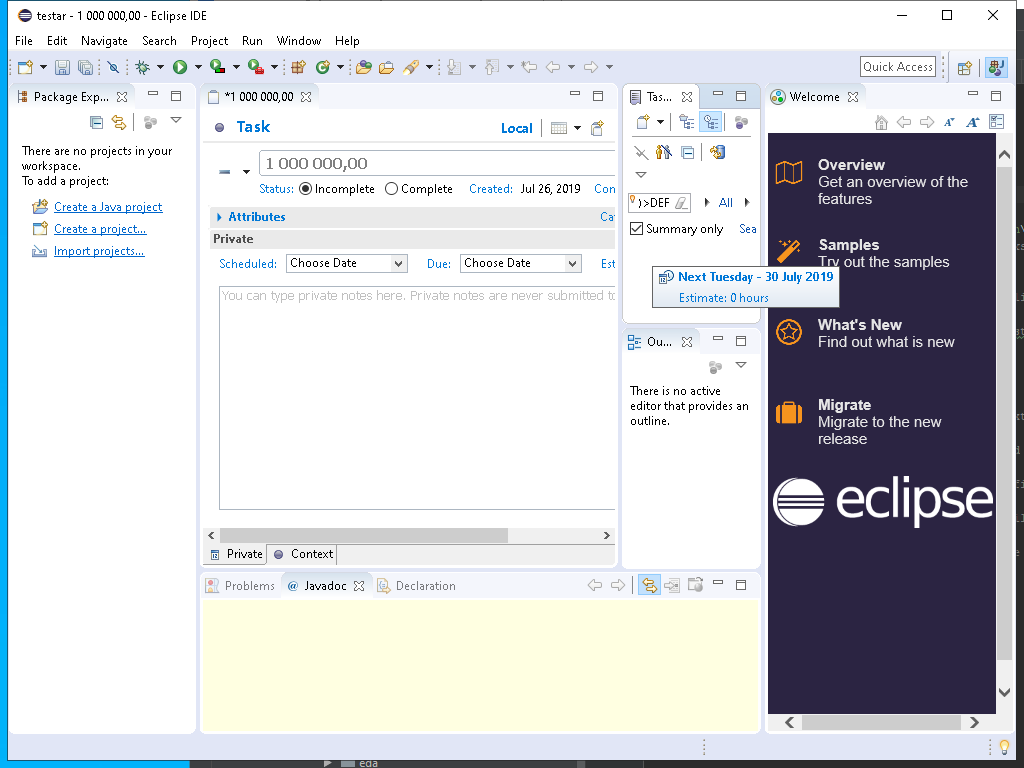 testar - 1 000 000,00 - Eclipse IDE
File Edit Navigate Search Project Run Window Help
Quick Access
Package Exp...
There are no projects in your
workspace.
To add a project:
Create a Java project
Create a project...
Import projects...
*1 000 000,00
Task
Local
1 000 000,00
Status: Incomplete Complete Created: Jul 26, 2019 Con
Attributes
Ca
Private
Scheduled: Choose Date Due: Choose Date Est
You can type private notes here. Private notes are never submitted to
Private Context
Tas...
)>DEF All
Summary only Sea
Next Tuesday - 30 July 2019
Estimate: 0 hours
Ou...
There is no active
editor that provides an
outline.
Problems @ Javadoc Declaration
Welcome
Overview
Get an overview of the
features
Samples
Try out the samples
What's New
Find out what is new
Migrate
Migrate to the new
release
eclipse
eda